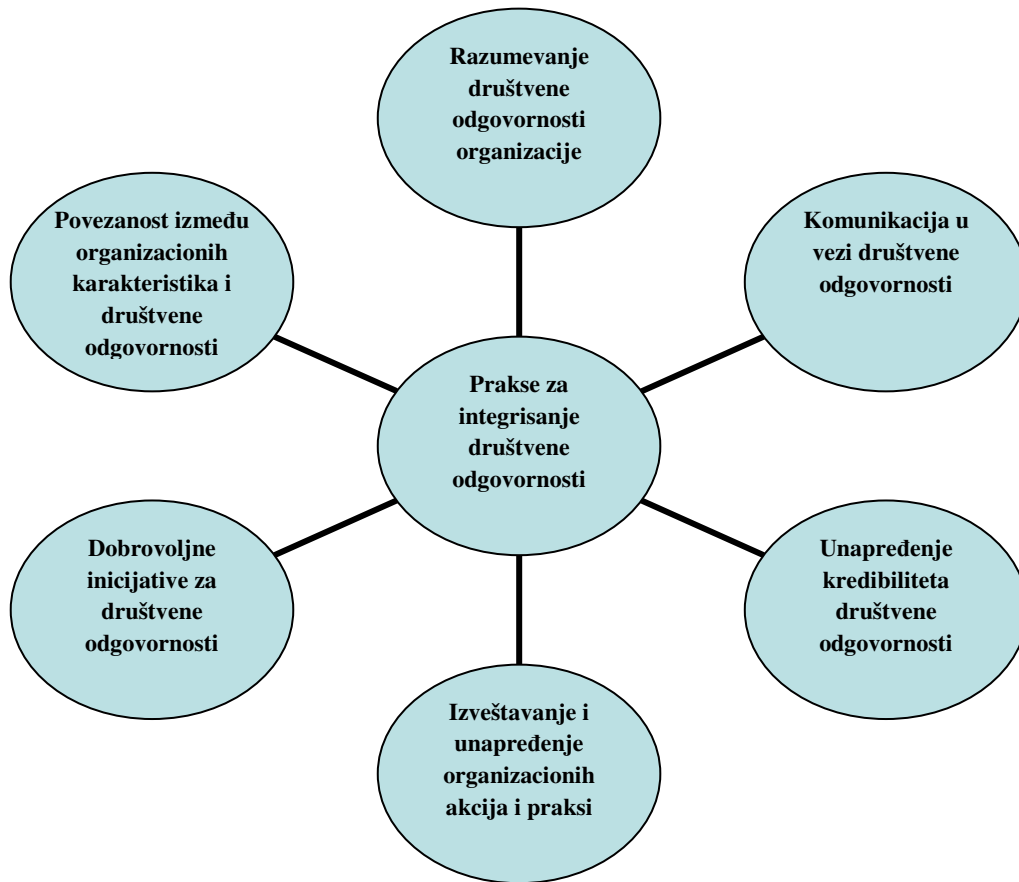 Razumevanje
društvene
odgovornosti
organizacije
Povezanost između
organizacionih
karakteristika i
društvene
odgovornosti
Komunikacija u
vezi društvene
odgovornosti
Prakse za
integrisanje
društvene
odgovornosti
Dobrovoljne
inicijative za
društvene
odgovornosti
Unapređenje
kredibiliteta
društvene
odgovornosti
Izveštavanje i
unapređenje
organizacionih
akcija i praksi